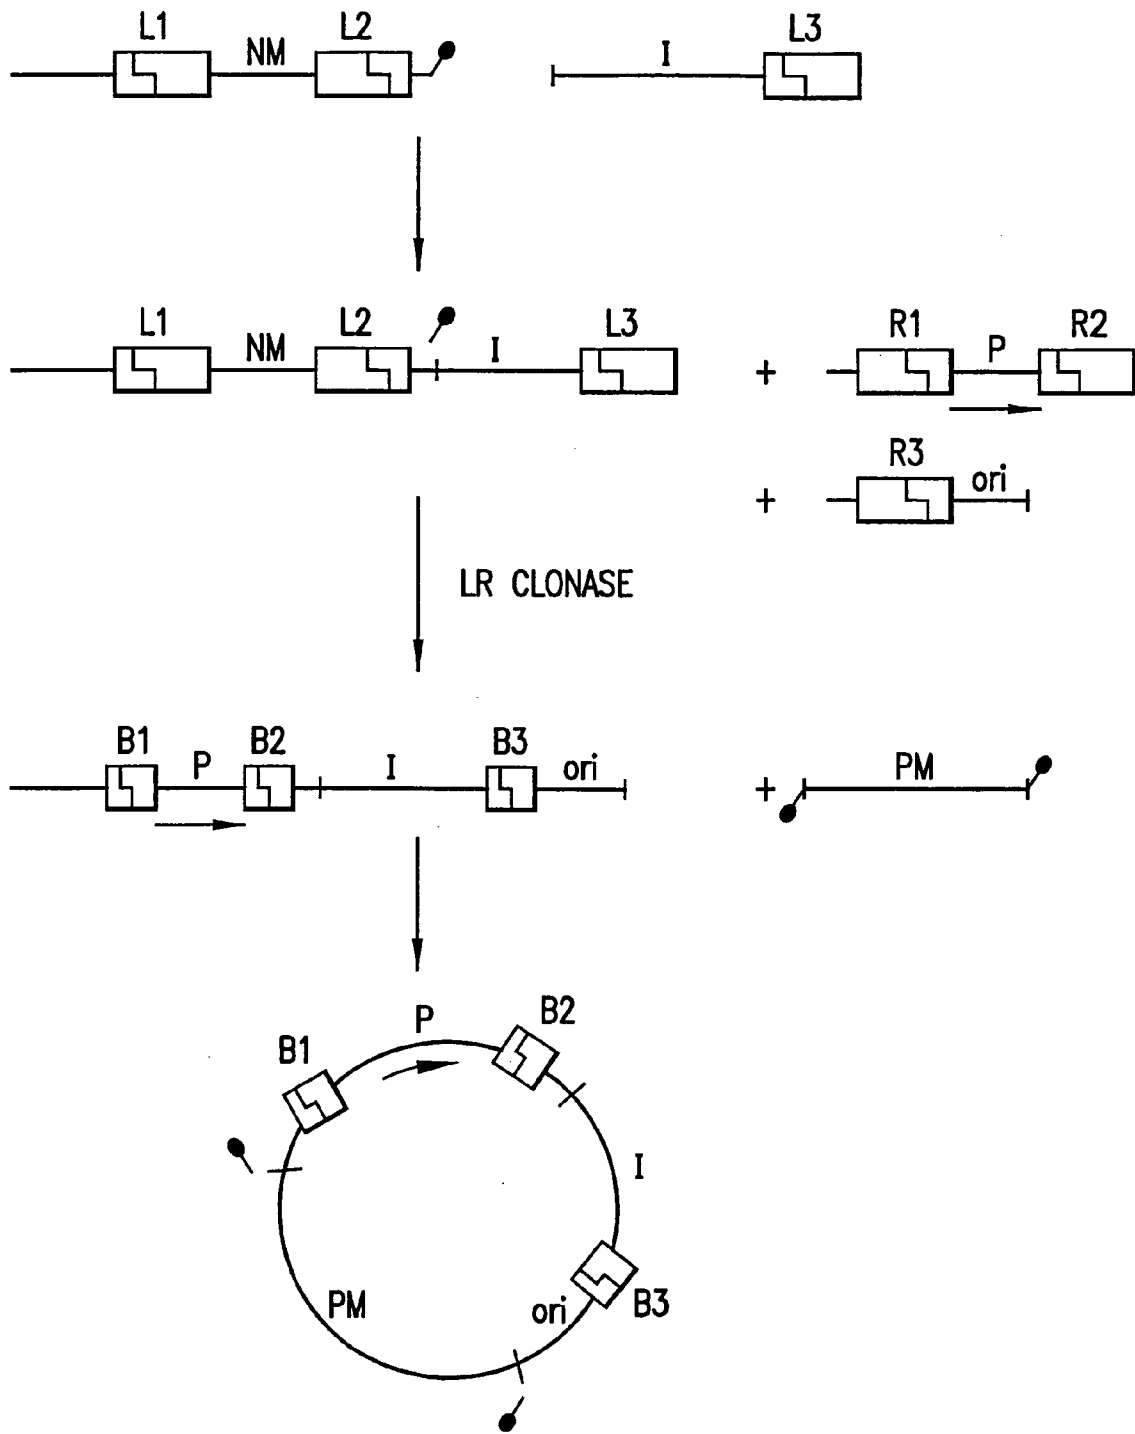 L1 NM L2 I L3
L1 NM L2 I L3 + R1 P R2
+ R3 ori
LR CLONASE
B1 P B2 I B3 ori + PM
P
B2
B1
I
PM
ori
B3